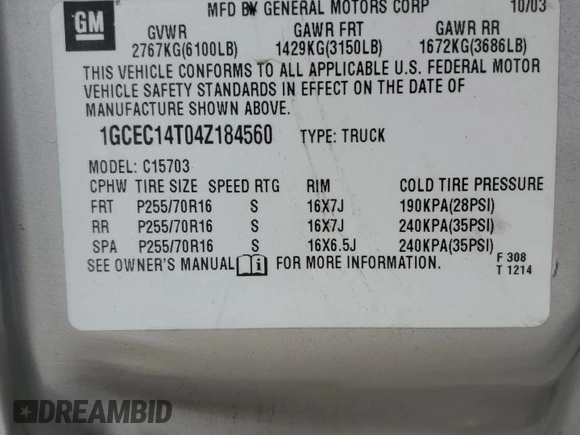 GM
MFD BY GENERAL MOTORS CORP 10/03
GVWR GAWR FRT GAWR RR
2767KG(6100LB) 1429KG(3150LB) 1672KG(3686LB)
THIS VEHICLE CONFORMS TO ALL APPLICABLE U.S. FEDERAL MOTOR
VEHICLE SAFETY STANDARDS IN EFFECT ON THE DATE OF
MANUFACTURE SHOWN ABOVE.
1GCEC14T04Z184560 TYPE: TRUCK
MODEL: C15703
CPHW TIRE SIZE SPEED RTG RIM COLD TIRE PRESSURE
FRT P255/70R16 S 16X7J 190KPA(28PSI)
RR P255/70R16 S 16X7J 240KPA(35PSI)
SPA P255/70R16 S 16X6.5J 240KPA(35PSI)
SEE OWNER'S MANUAL i FOR MORE INFORMATION.
F 308
T 1214
DREAMBID